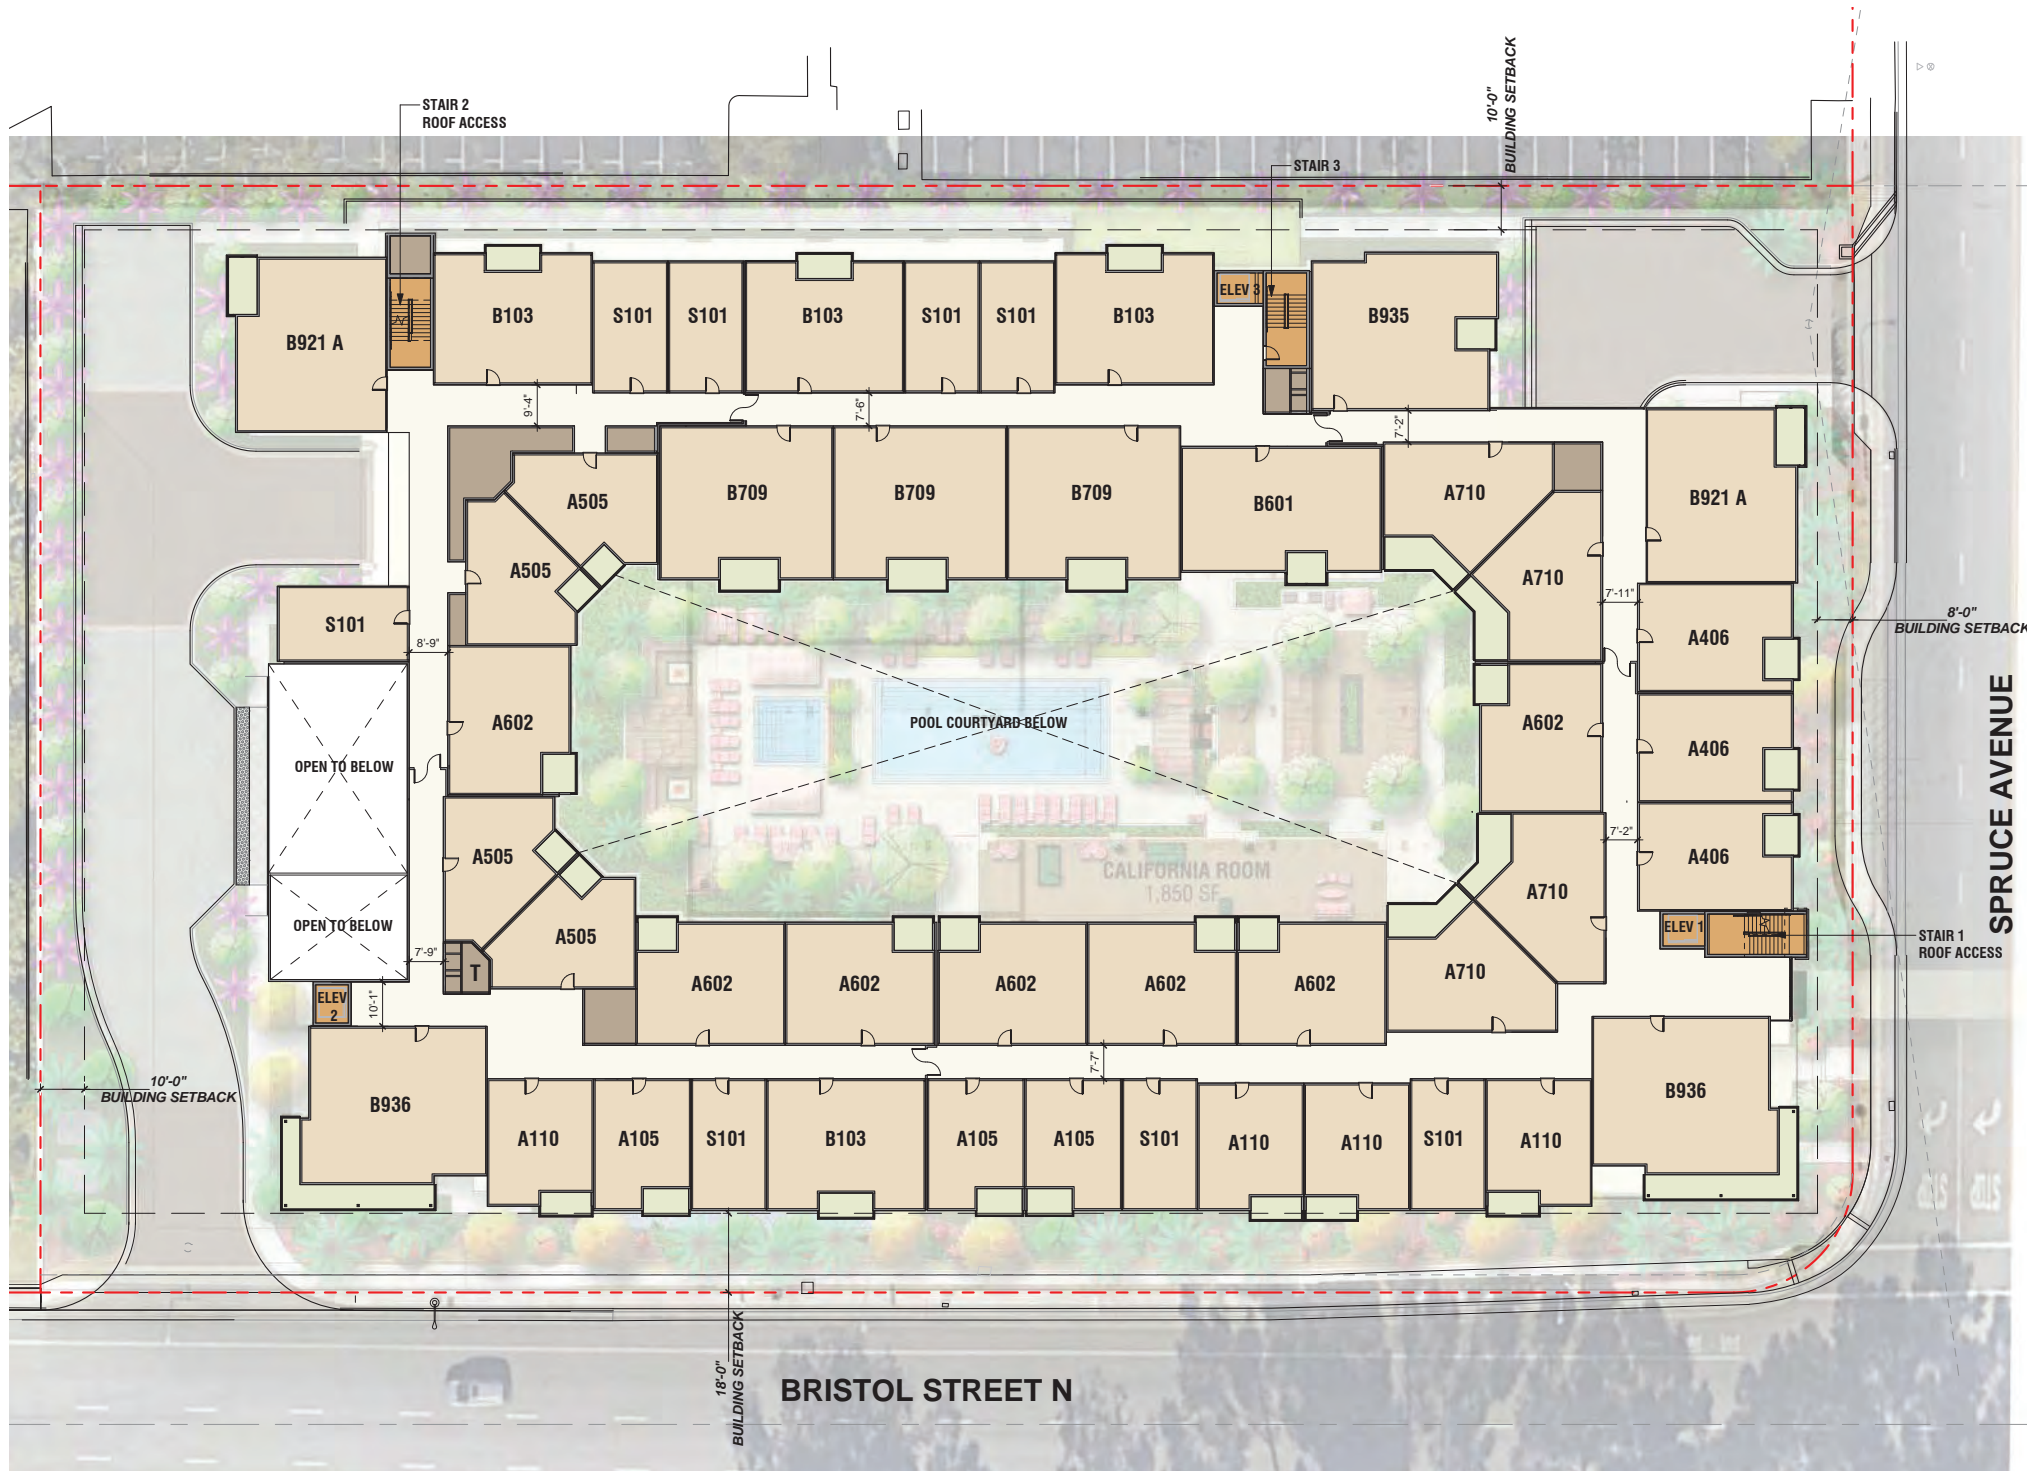 STAIR 2
ROOF ACCESS
10'-0"
BUILDING SETBACK
STAIR 3
B921 A
B103
S101
S101
B103
S101
S101
B103
ELEV 3
B935
9'-4"
7'-6"
7'-2"
A505
B709
B709
B709
B601
A710
B921 A
A505
A710
7'-11"
8'-0"
BUILDING SETBACK
S101
8'-9"
A406
A602
POOL COURTYARD BELOW
A602
A406
OPEN TO BELOW
SPRUCE AVENUE
A505
CALIFORNIA ROOM
1,850 SF
7'-2"
A406
A710
OPEN TO BELOW
A505
7'-9"
T
ELEV 1
STAIR 1
ROOF ACCESS
A602
A602
A602
A602
A602
A710
ELEV
2
10'-1"
7'-7"
10'-0"
BUILDING SETBACK
B936
A110
A105
S101
B103
A105
A105
S101
A110
A110
S101
A110
B936
18'-0"
BUILDING SETBACK
BRISTOL STREET N